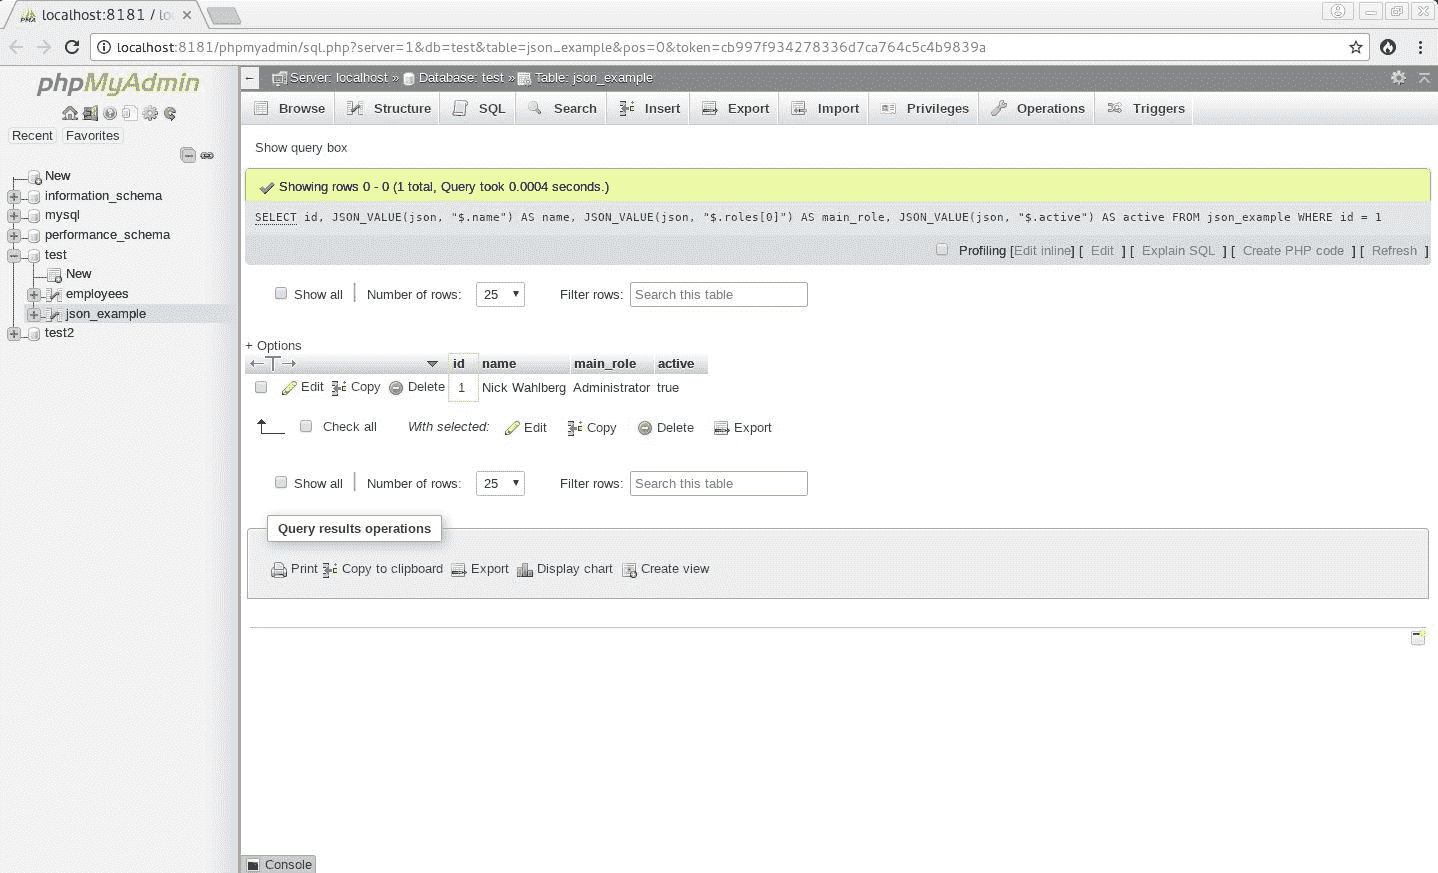 localhost:8181 / lo
localhost:8181/phpmyadmin/sql.php?server=1&db=test&table=json_example&pos=0&token=cb997f934278336d7ca764c5c4b9839a
phpMyAdmin
Recent Favorites
New
information_schema
mysql
performance_schema
test
New
employees
json_example
test2
Server: localhost » Database: test » Table: json_example
Browse Structure SQL Search Insert Export Import Privileges Operations Triggers
Show query box
Showing rows 0 - 0 (1 total, Query took 0.0004 seconds.)
SELECT id, JSON_VALUE(json, "$.name") AS name, JSON_VALUE(json, "$.roles[0]") AS main_role, JSON_VALUE(json, "$.active") AS active FROM json_example WHERE id = 1
Profiling [Edit inline] [ Edit ] [ Explain SQL ] [ Create PHP code ] [ Refresh ]
Show all | Number of rows: 25 Filter rows: Search this table
+ Options
id name main_role active
Edit Copy Delete 1 Nick Wahlberg Administrator true
Check all With selected: Edit Copy Delete Export
Show all | Number of rows: 25 Filter rows: Search this table
Query results operations
Print Copy to clipboard Export Display chart Create view
Console